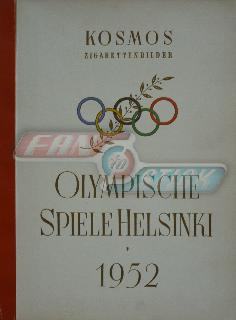 KOSMOS
ZIGARETTENBILDER
OLYMPISCHE
SPIELE HELSINKI
1952